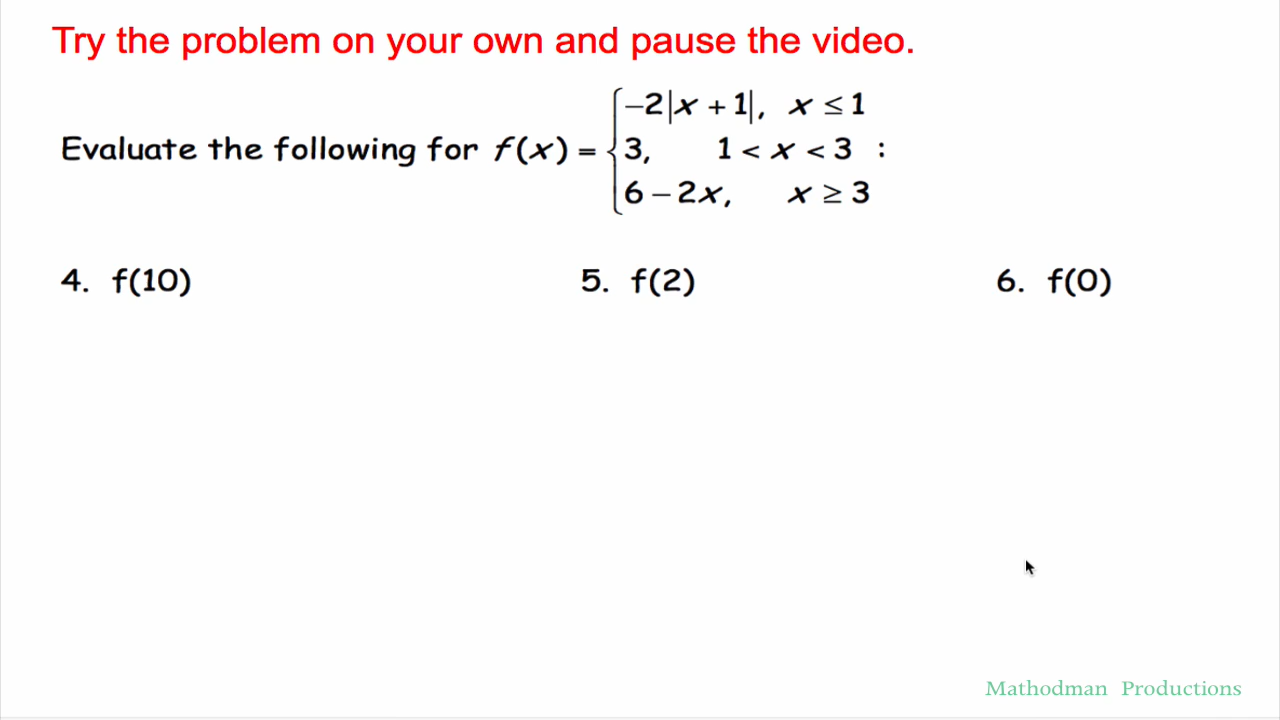 Try the problem on your own and pause the video.
−2|x + 1|, x ≤ 1
Evaluate the following for f(x) = { 3, 1 < x < 3 :
6 − 2x, x ≥ 3
4. f(10) 5. f(2) 6. f(0)
Mathodman Productions